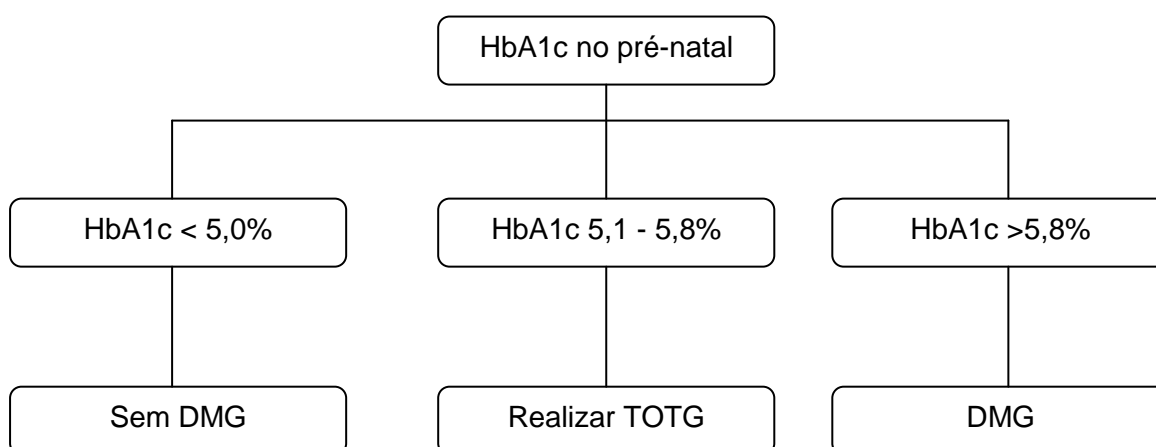 HbA1c no pré-natal
HbA1c < 5,0%
HbA1c 5,1 - 5,8%
HbA1c >5,8%
Sem DMG
Realizar TOTG
DMG